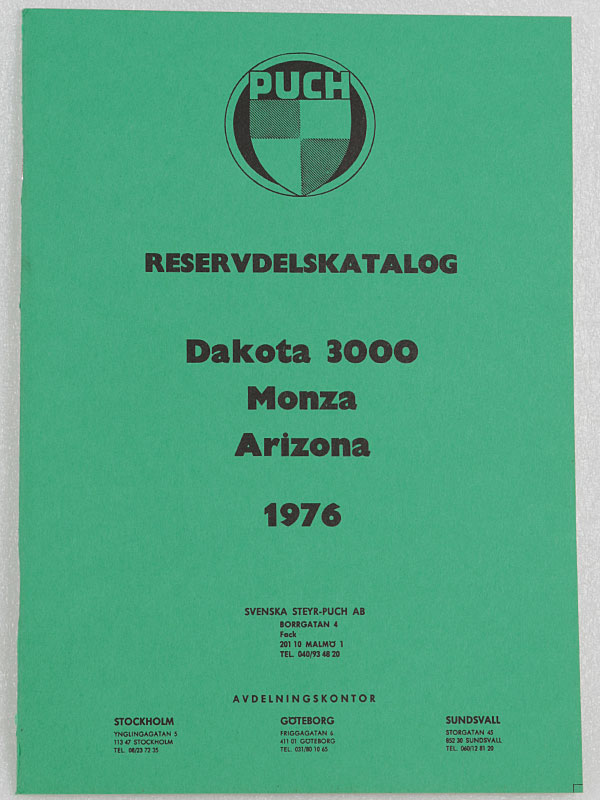 PUCH
RESERVDELSKATALOG
Dakota 3000
Monza
Arizona
1976
SVENSKA STEYR-PUCH AB
BORRGATAN 4
Fack
201 10 MALMÖ 1
TEL. 040/93 48 20
AVDELNINGSKONTOR
STOCKHOLM
YNGLINGAGATAN 5
113 47 STOCKHOLM
TEL. 08/23 72 35
GÖTEBORG
FRIGGAGATAN 6
411 01 GÖTEBORG
TEL. 031/80 10 65
SUNDSVALL
STORGATAN 45
852 30 SUNDSVALL
TEL. 060/12 81 20